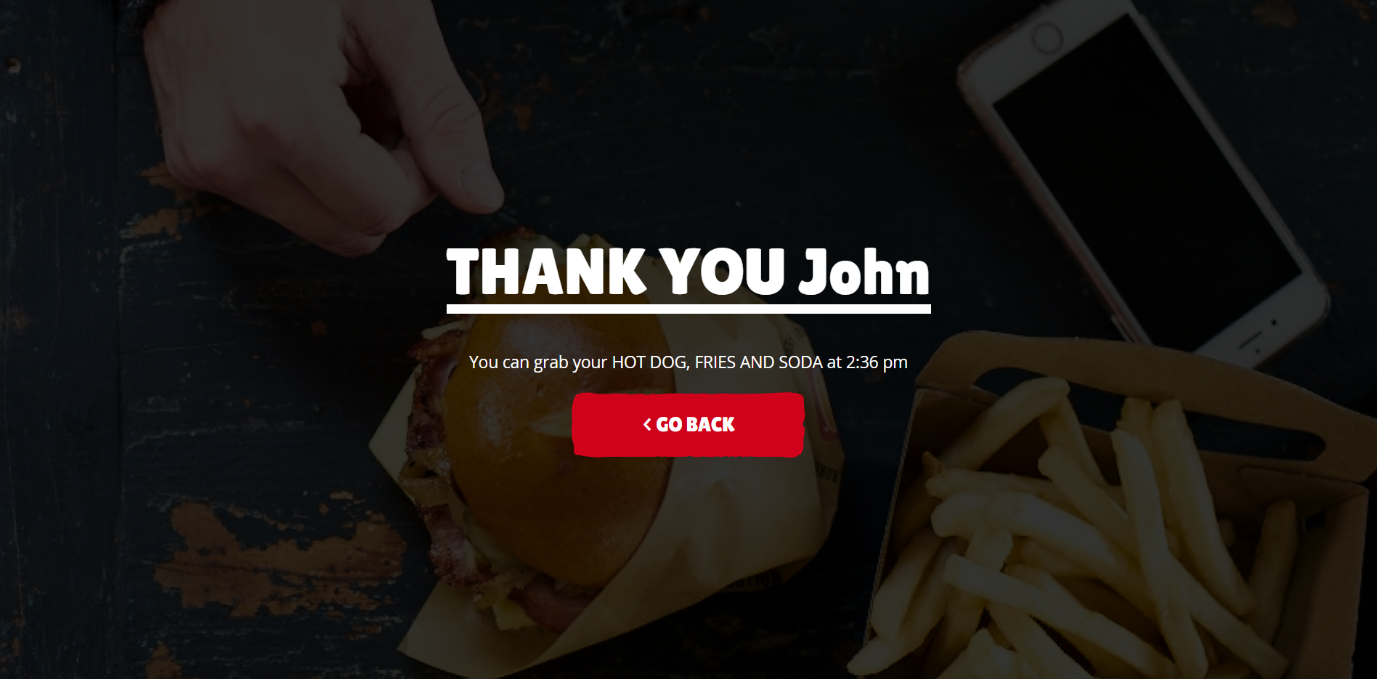 THANK YOU John
You can grab your HOT DOG, FRIES AND SODA at 2:36 pm
< GO BACK